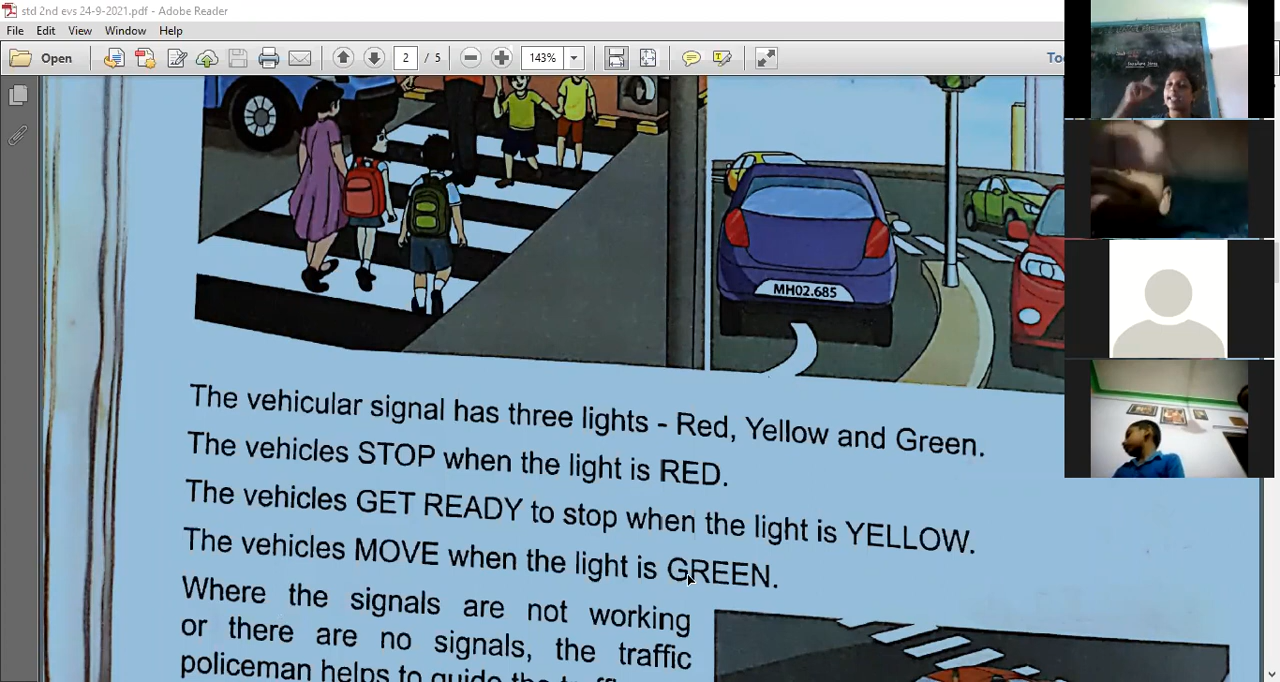 std 2nd evs 24-9-2021.pdf - Adobe Reader
File Edit View Window Help
Open 2 / 5 143%
MH02.685
The vehicular signal has three lights - Red, Yellow and Green.
The vehicles STOP when the light is RED.
The vehicles GET READY to stop when the light is YELLOW.
The vehicles MOVE when the light is GREEN.
Where the signals are not working
or there are no signals, the traffic
policeman helps to guide the